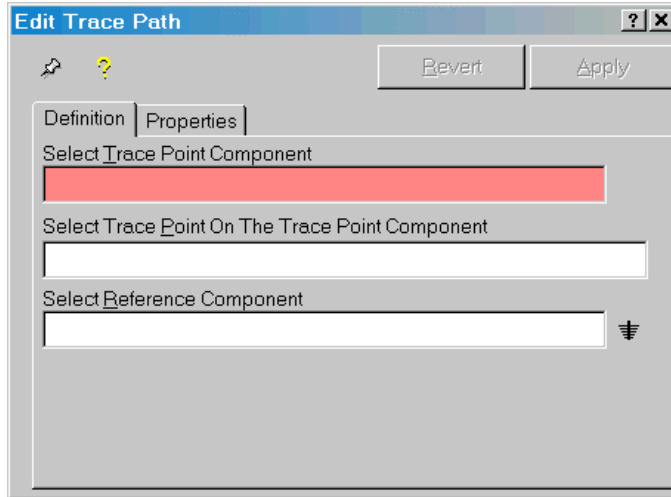 Edit Trace Path
? X
?
Revert Apply
Definition Properties
Select Trace Point Component
Select Trace Point On The Trace Point Component
Select Reference Component